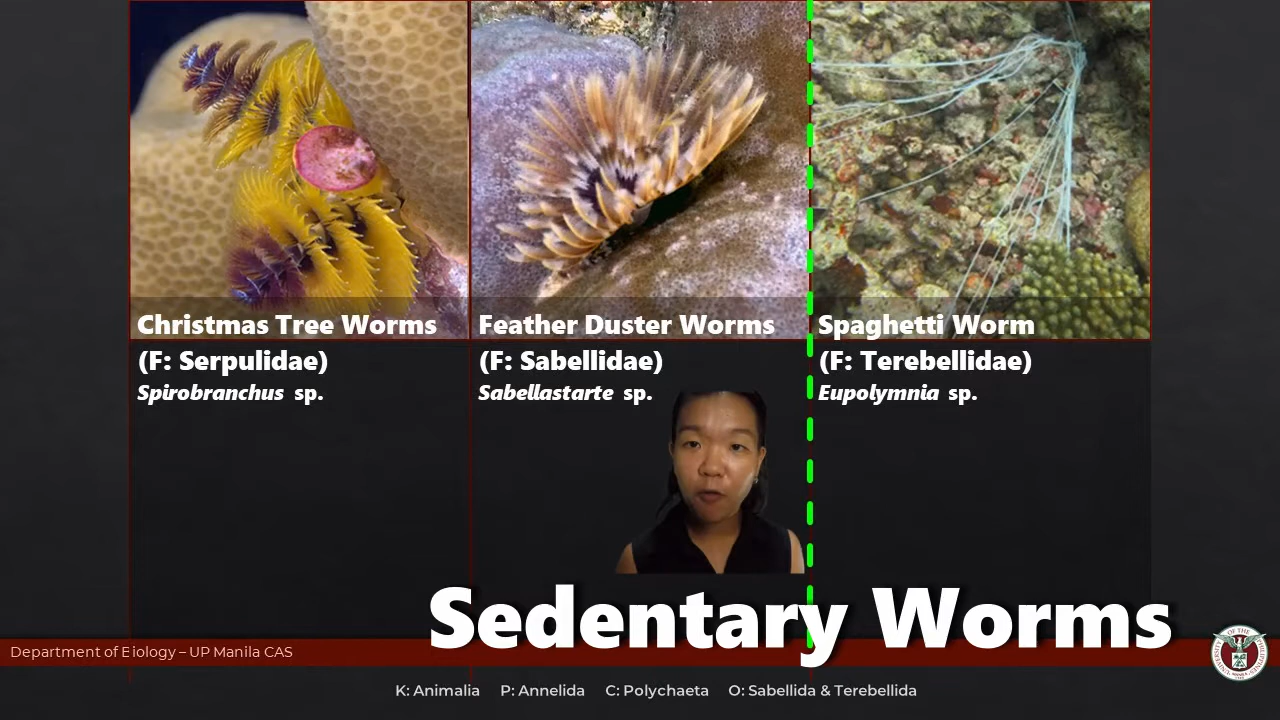 Christmas Tree Worms
(F: Serpulidae)
Spirobranchus sp.
Feather Duster Worms
(F: Sabellidae)
Sabellastarte sp.
Spaghetti Worm
(F: Terebellidae)
Eupolymnia sp.
Sedentary Worms
Department of Eiology – UP Manila CAS
K: Animalia P: Annelida C: Polychaeta O: Sabellida & Terebellida